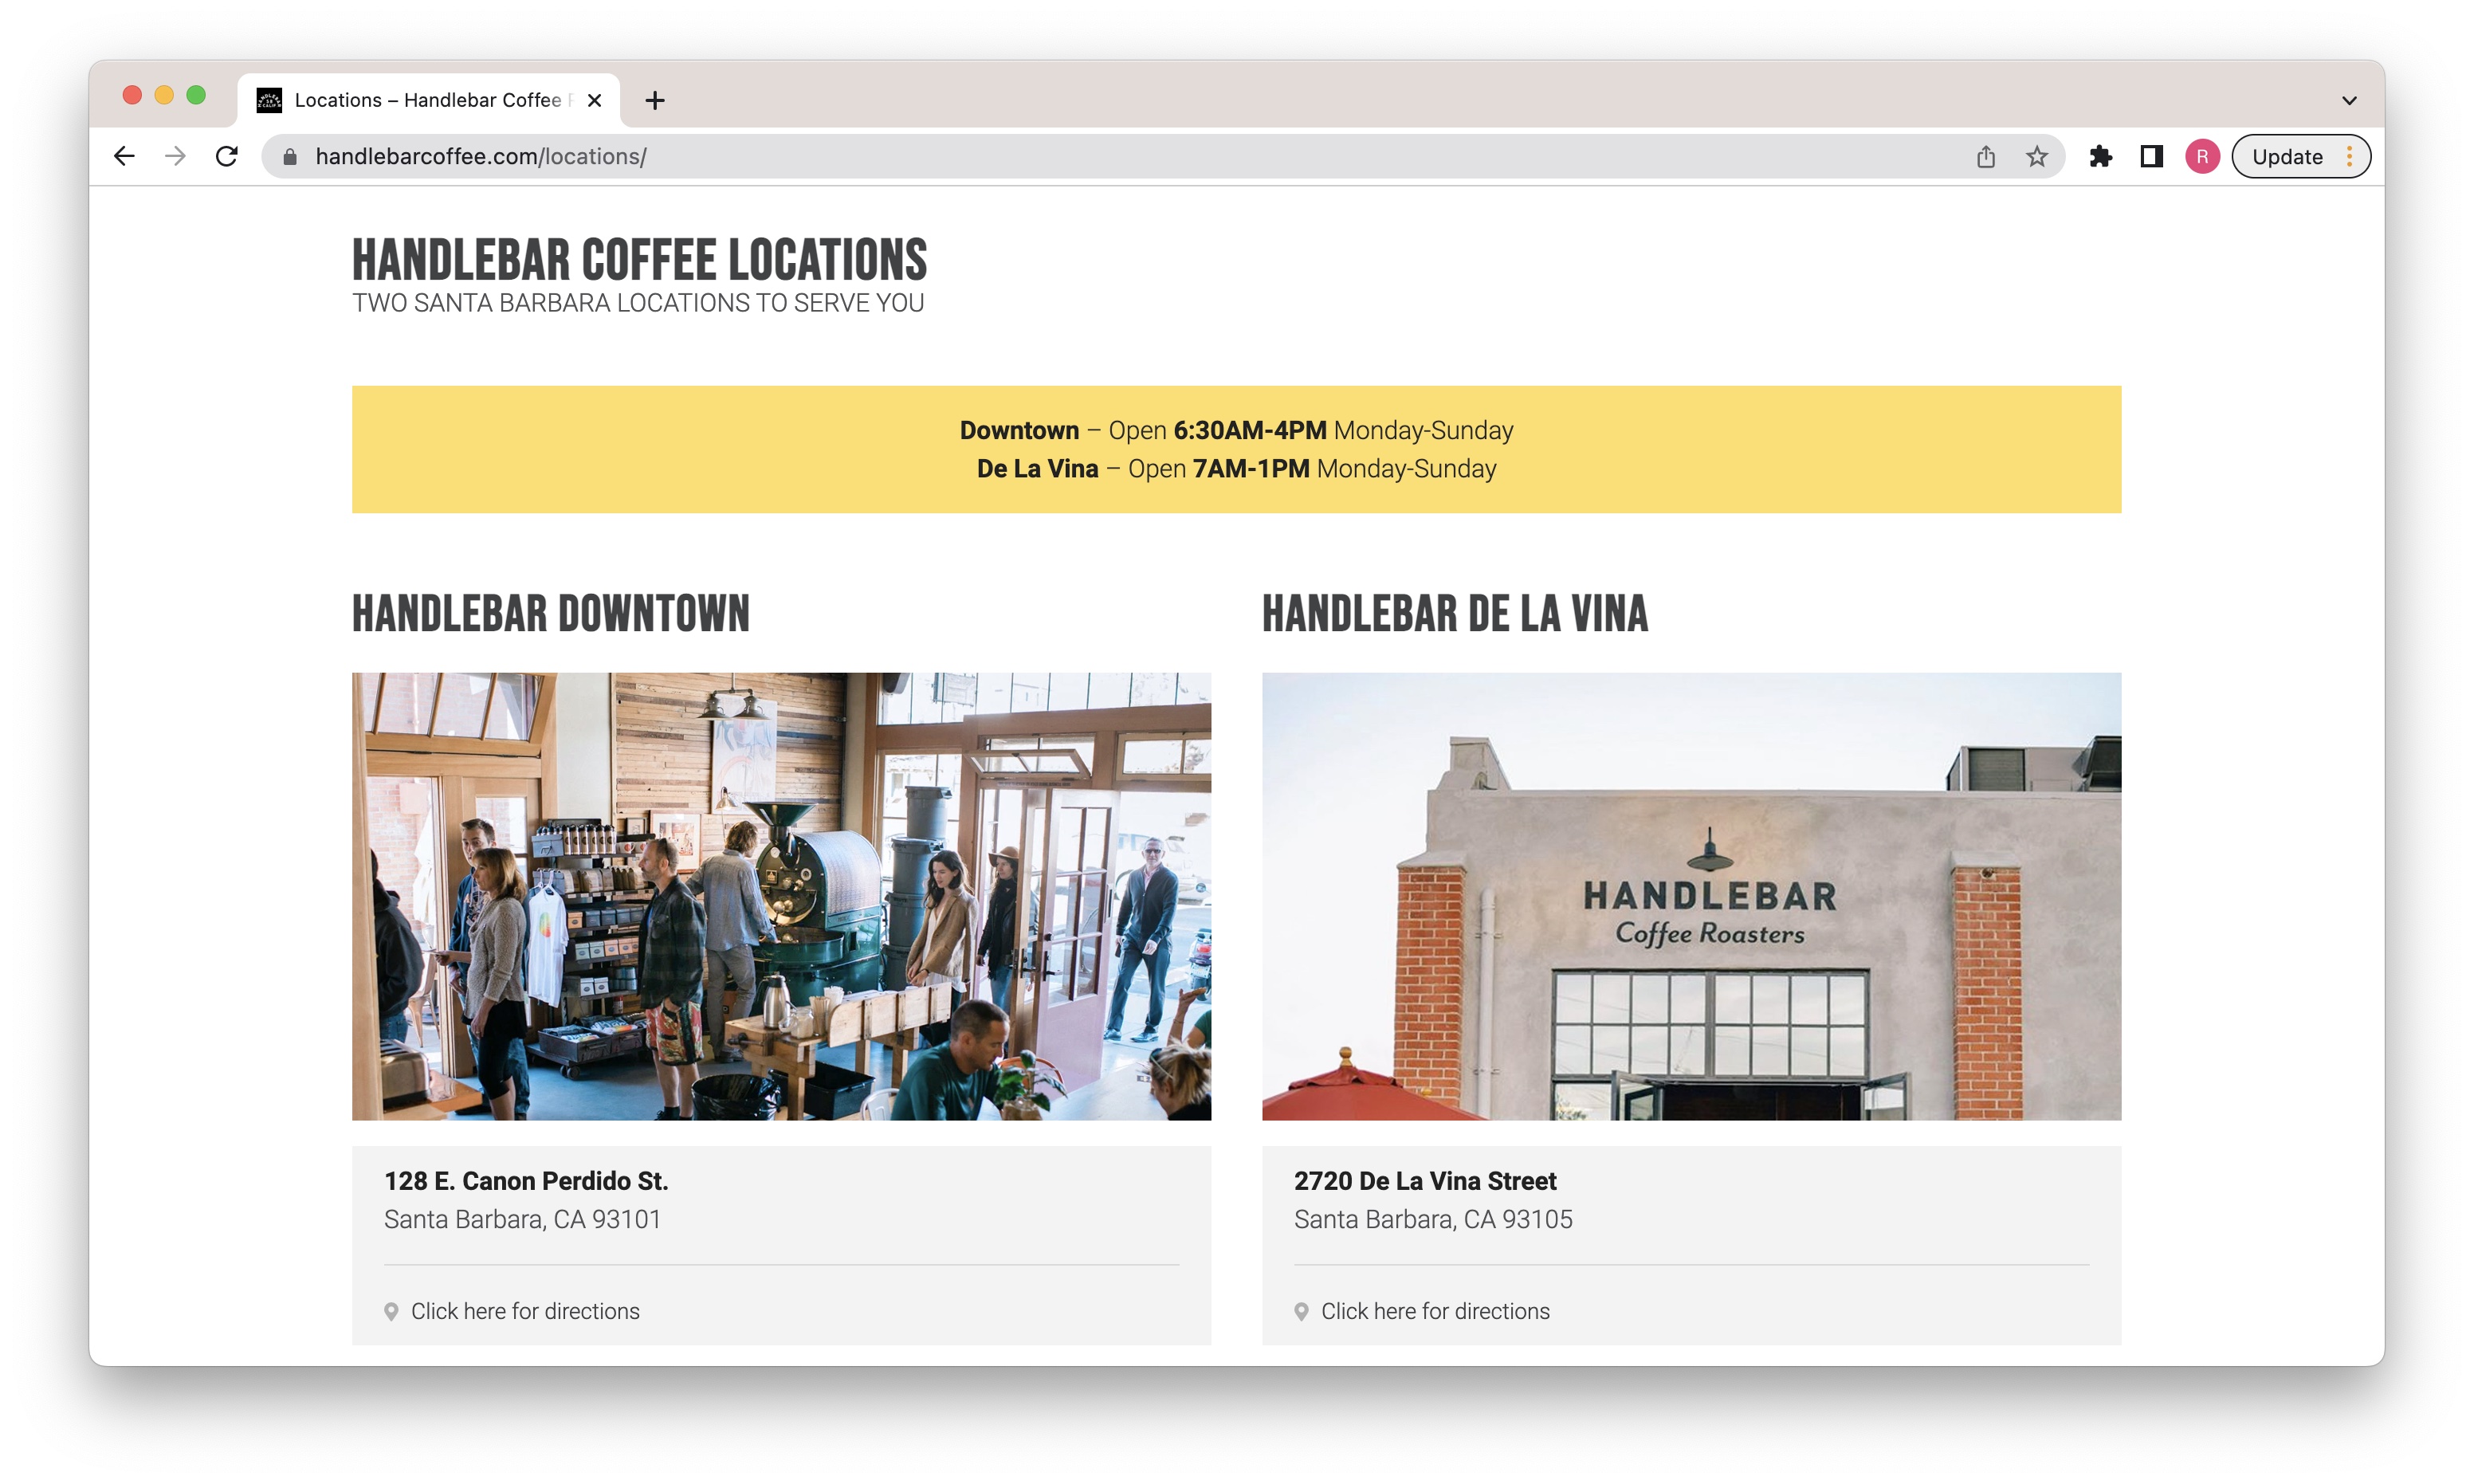 Locations – Handlebar Coffee
handlebarcoffee.com/locations/
R
Update
HANDLEBAR COFFEE LOCATIONS
TWO SANTA BARBARA LOCATIONS TO SERVE YOU
Downtown – Open 6:30AM-4PM Monday-Sunday
De La Vina – Open 7AM-1PM Monday-Sunday
HANDLEBAR DOWNTOWN
HANDLEBAR DE LA VINA
HANDLEBAR
Coffee Roasters
128 E. Canon Perdido St.
Santa Barbara, CA 93101
Click here for directions
2720 De La Vina Street
Santa Barbara, CA 93105
Click here for directions